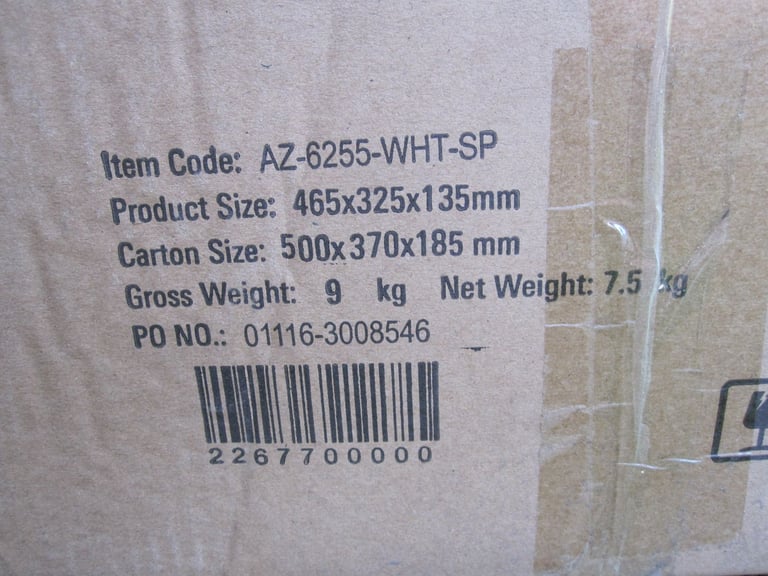 Item Code: AZ-6255-WHT-SP
Product Size: 465x325x135mm
Carton Size: 500x370x185 mm
Gross Weight: 9 kg Net Weight: 7.5 kg
PO NO.: 01116-3008546
2267700000